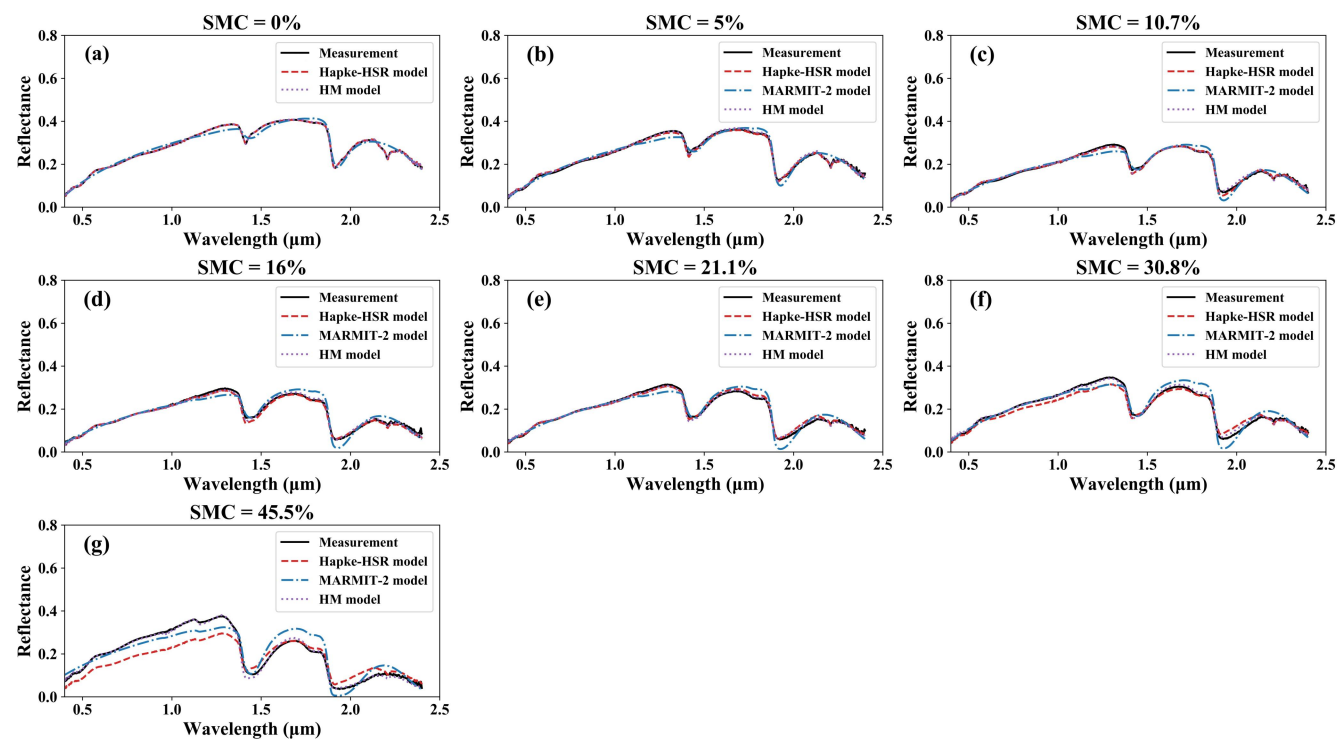 SMC = 0%
(a)
Measurement
Hapke-HSR model
HM model
Reflectance
0.8
0.6
0.4
0.2
0.0
0.5 1.0 1.5 2.0 2.5
Wavelength (μm)
SMC = 5%
(b)
Measurement
Hapke-HSR model
MARMIT-2 model
HM model
Reflectance
0.8
0.6
0.4
0.2
0.0
0.5 1.0 1.5 2.0 2.5
Wavelength (μm)
SMC = 10.7%
(c)
Measurement
Hapke-HSR model
MARMIT-2 model
HM model
Reflectance
0.8
0.6
0.4
0.2
0.0
0.5 1.0 1.5 2.0 2.5
Wavelength (μm)
SMC = 16%
(d)
Measurement
Hapke-HSR model
MARMIT-2 model
HM model
Reflectance
0.8
0.6
0.4
0.2
0.0
0.5 1.0 1.5 2.0 2.5
Wavelength (μm)
SMC = 21.1%
(e)
Measurement
Hapke-HSR model
MARMIT-2 model
HM model
Reflectance
0.8
0.6
0.4
0.2
0.0
0.5 1.0 1.5 2.0 2.5
Wavelength (μm)
SMC = 30.8%
(f)
Measurement
Hapke-HSR model
MARMIT-2 model
HM model
Reflectance
0.8
0.6
0.4
0.2
0.0
0.5 1.0 1.5 2.0 2.5
Wavelength (μm)
SMC = 45.5%
(g)
Measurement
Hapke-HSR model
MARMIT-2 model
HM model
Reflectance
0.8
0.6
0.4
0.2
0.0
0.5 1.0 1.5 2.0 2.5
Wavelength (μm)